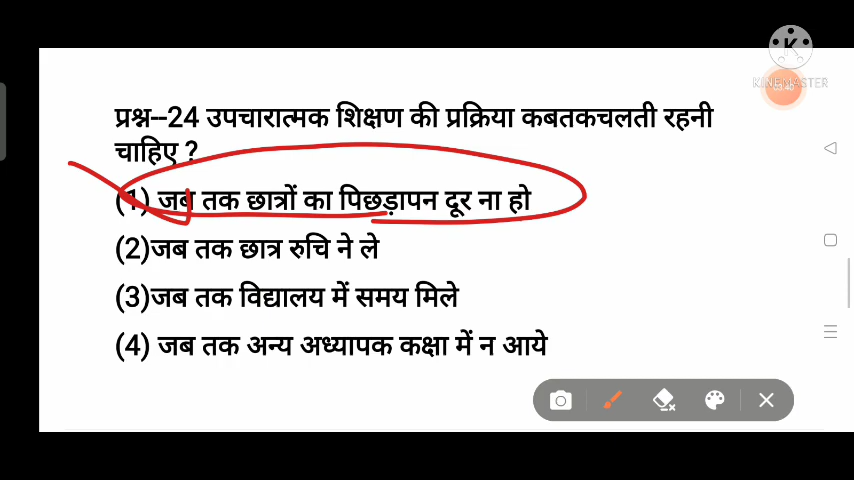 KINEMASTER
प्रश्न--24 उपचारात्मक शिक्षण की प्रक्रिया कबतकचलती रहनी
चाहिए ?
(1) जब तक छात्रों का पिछड़ापन दूर ना हो
(2)जब तक छात्र रुचि ने ले
(3)जब तक विद्यालय में समय मिले
(4) जब तक अन्य अध्यापक कक्षा में न आये